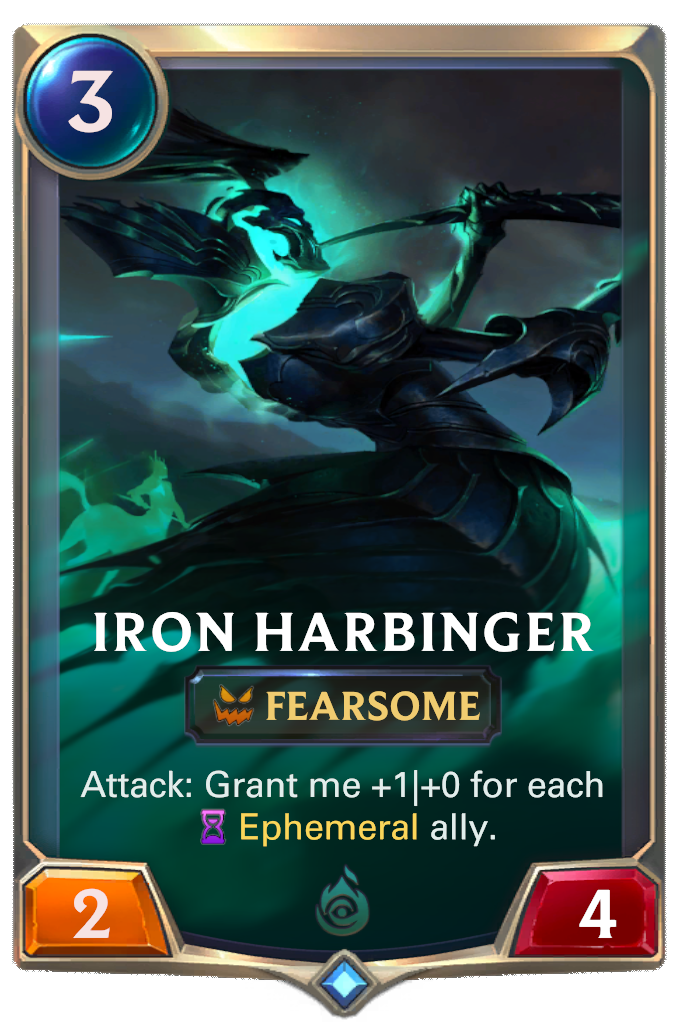 3
IRON HARBINGER
FEARSOME
Attack: Grant me +1|+0 for each
Ephemeral ally.
2
4